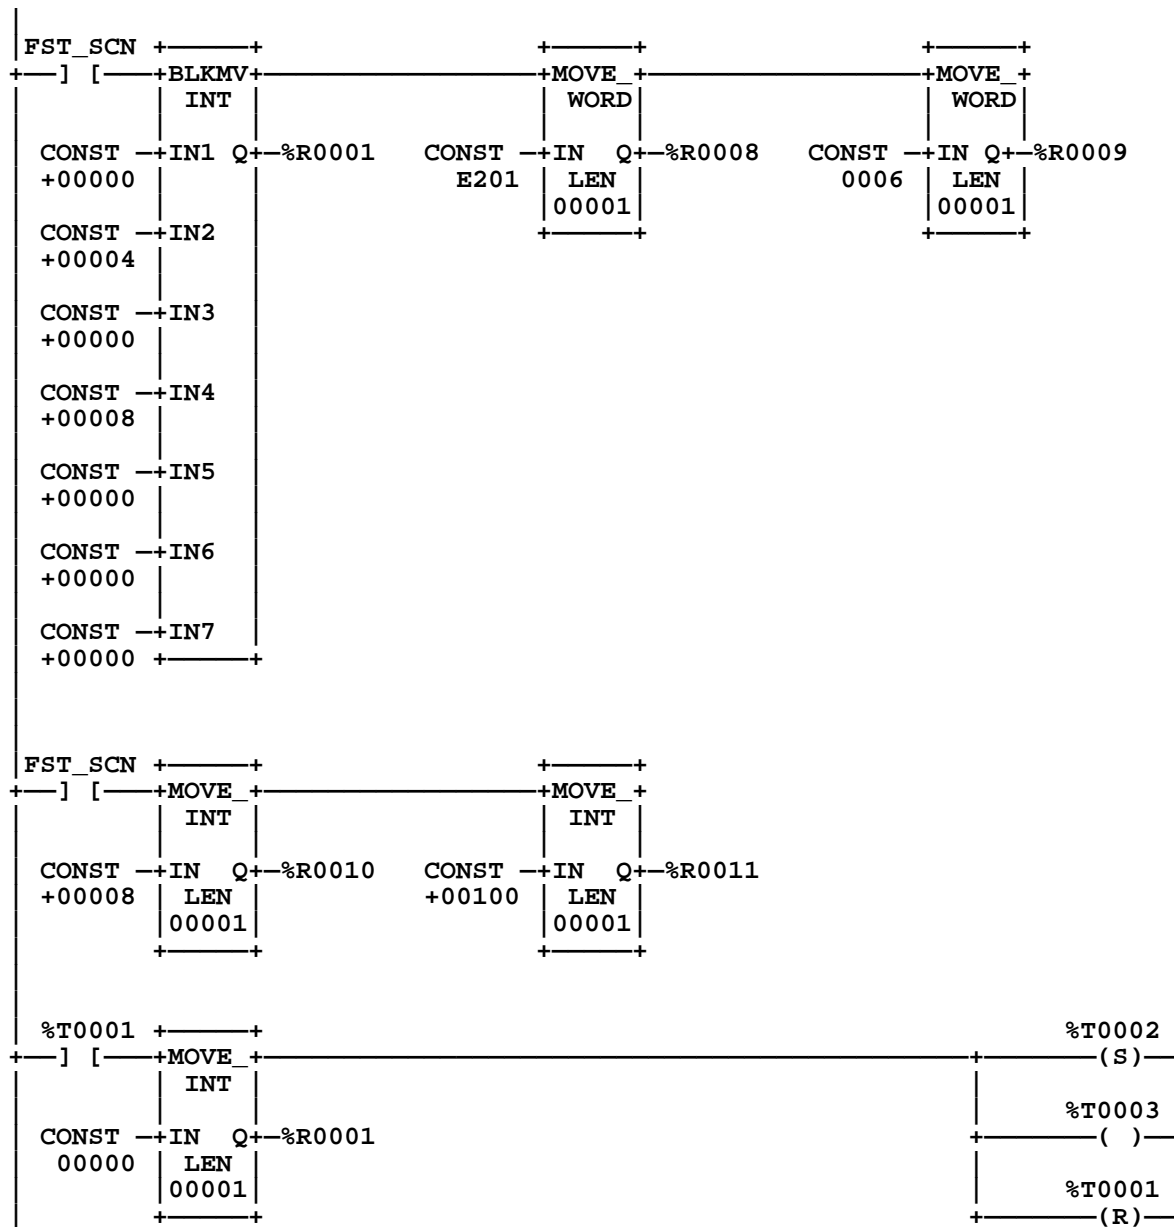 FST_SCN
] [ BLKMV MOVE_ MOVE_
INT WORD WORD
CONST IN1 Q %R0001 CONST IN Q %R0008 CONST IN Q %R0009
+00000 E201 LEN 0006 LEN
00001 00001
CONST IN2
+00004
CONST IN3
+00000
CONST IN4
+00008
CONST IN5
+00000
CONST IN6
+00000
CONST IN7
+00000
FST_SCN
] [ MOVE_ MOVE_
INT INT
CONST IN Q %R0010 CONST IN Q %R0011
+00008 LEN +00100 LEN
00001 00001
%T0001 %T0002
] [ MOVE_ (S)
INT
%T0003
CONST IN Q %R0001 ( )
00000 LEN
00001 %T0001
(R)